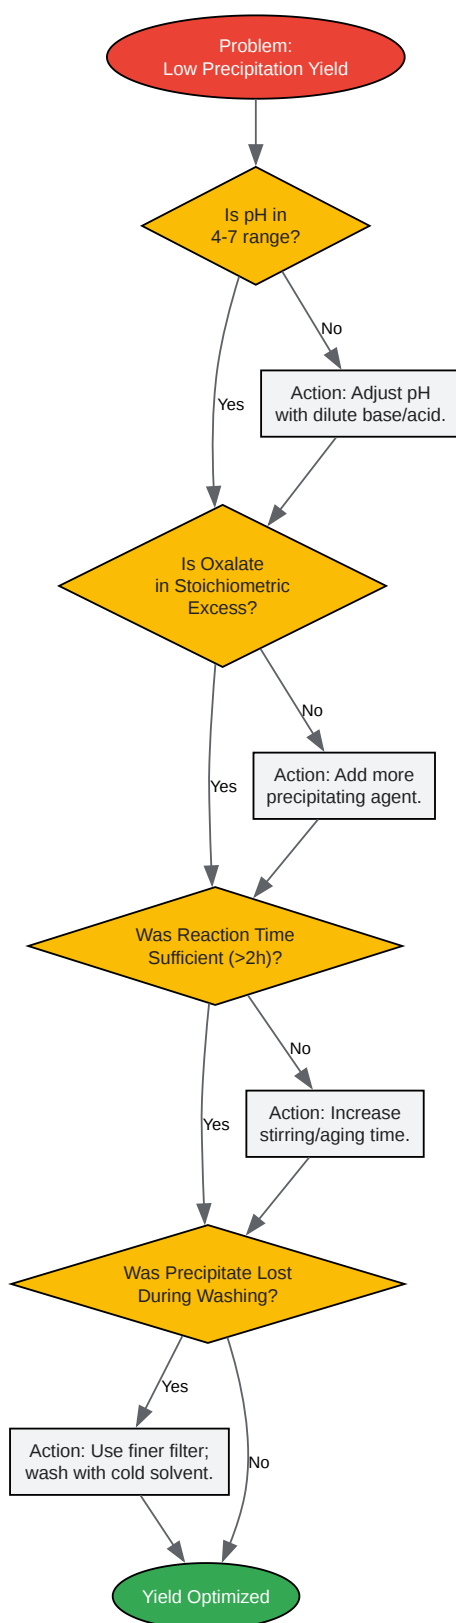 Problem:
Low Precipitation Yield
Is pH in
4-7 range?
No
Yes
Action: Adjust pH
with dilute base/acid.
Is Oxalate
in Stoichiometric
Excess?
No
Yes
Action: Add more
precipitating agent.
Was Reaction Time
Sufficient (>2h)?
No
Yes
Action: Increase
stirring/aging time.
Was Precipitate Lost
During Washing?
Yes
No
Action: Use finer filter;
wash with cold solvent.
Yield Optimized